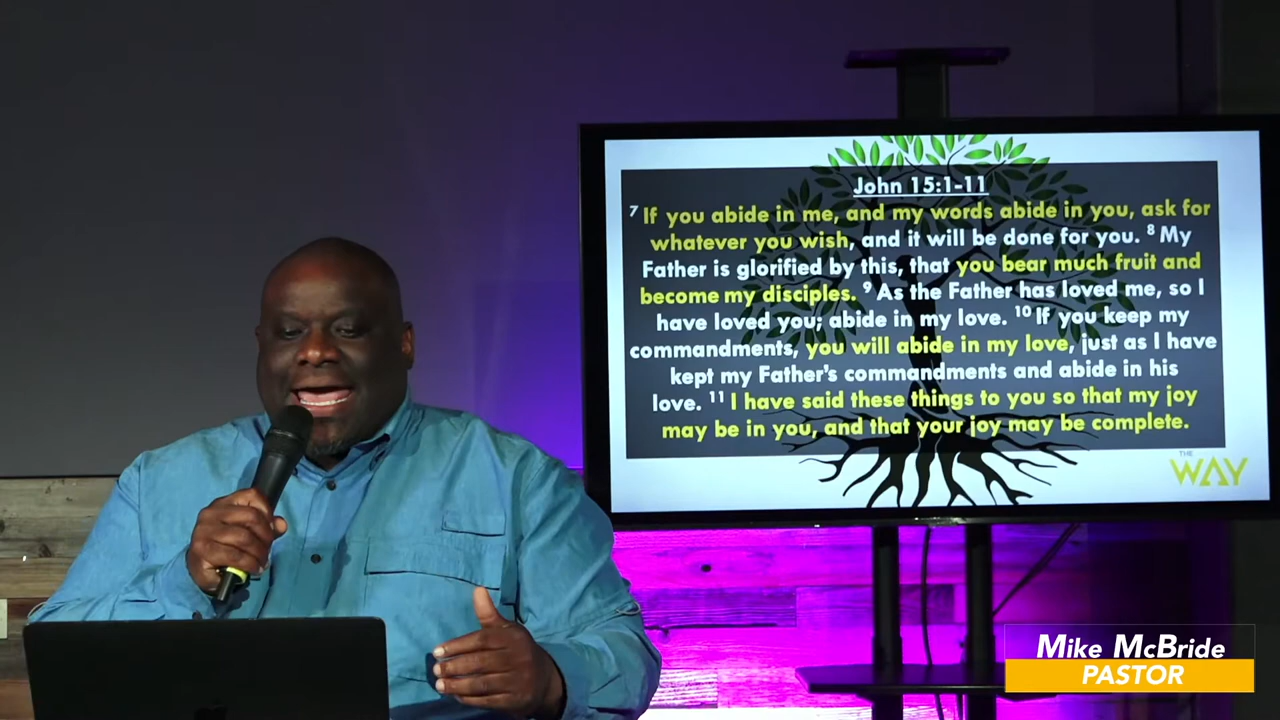 John 15:1-11
7 If you abide in me, and my words abide in you, ask for
whatever you wish, and it will be done for you. 8 My
Father is glorified by this, that you bear much fruit and
become my disciples. 9 As the Father has loved me, so I
have loved you; abide in my love. 10 If you keep my
commandments, you will abide in my love, just as I have
kept my Father's commandments and abide in his
love. 11 I have said these things to you so that my joy
may be in you, and that your joy may be complete.
THE
WAY
Mike McBride
PASTOR